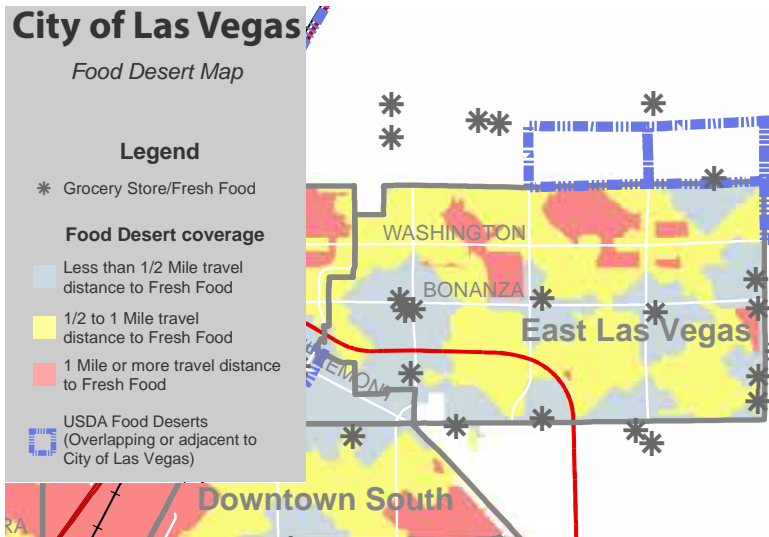 City of Las Vegas
Food Desert Map
Legend
Grocery Store/Fresh Food
Food Desert coverage
Less than 1/2 Mile travel
distance to Fresh Food
1/2 to 1 Mile travel
distance to Fresh Food
1 Mile or more travel distance
to Fresh Food
USDA Food Deserts
(Overlapping or adjacent to
City of Las Vegas)
WASHINGTON
BONANZA
East Las Vegas
EMONT
Downtown South
RA